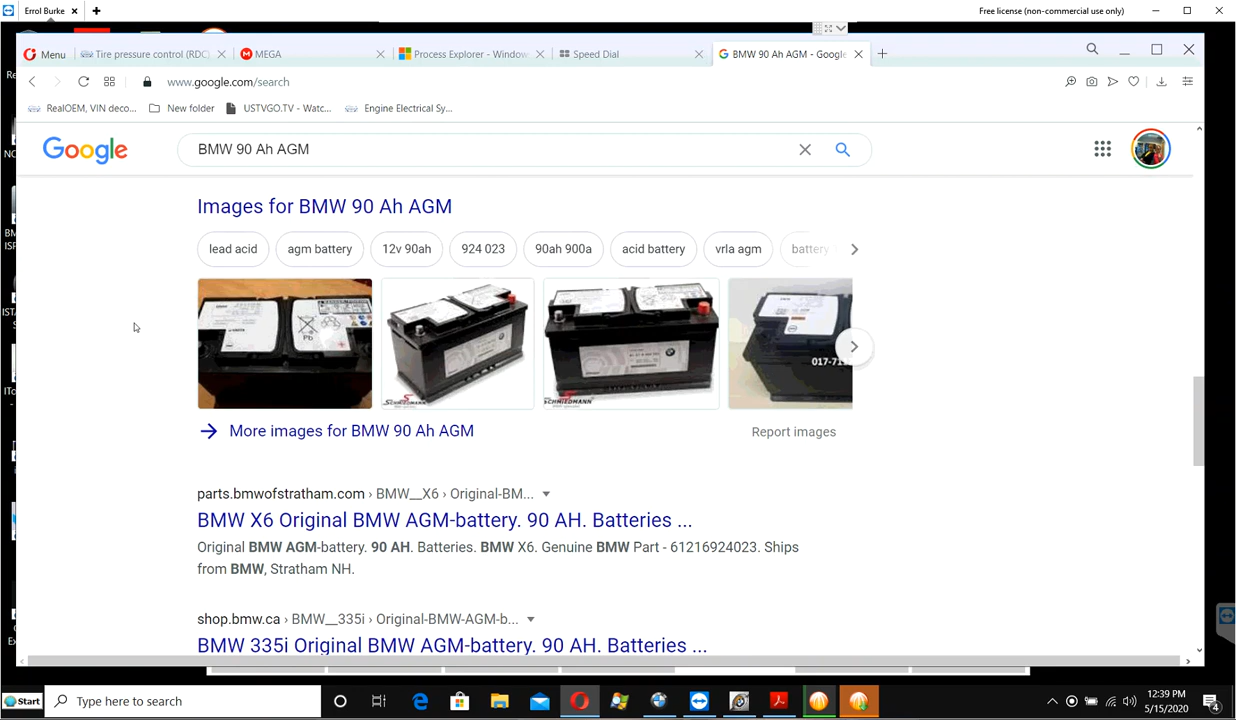 Errol Burke
Free license (non-commercial use only)
Menu
Tire pressure control (RDC)
MEGA
Process Explorer - Window
Speed Dial
BMW 90 Ah AGM - Google
www.google.com/search
RealOEM, VIN deco...
New folder
USTVGO.TV - Watc...
Engine Electrical Sy...
Google
BMW 90 Ah AGM
Images for BMW 90 Ah AGM
lead acid
agm battery
12v 90ah
924 023
90ah 900a
acid battery
vrla agm
battery
Pb
SCHMIEDMANN
SCHMIEDMANN
More images for BMW 90 Ah AGM
Report images
parts.bmwofstratham.com › BMW__X6 › Original-BM...
BMW X6 Original BMW AGM-battery. 90 AH. Batteries ...
Original BMW AGM-battery. 90 AH. Batteries. BMW X6. Genuine BMW Part - 61216924023. Ships
from BMW, Stratham NH.
shop.bmw.ca › BMW__335i › Original-BMW-AGM-b...
BMW 335i Original BMW AGM-battery. 90 AH. Batteries ...
Start
Type here to search
12:39 PM
5/15/2020
4